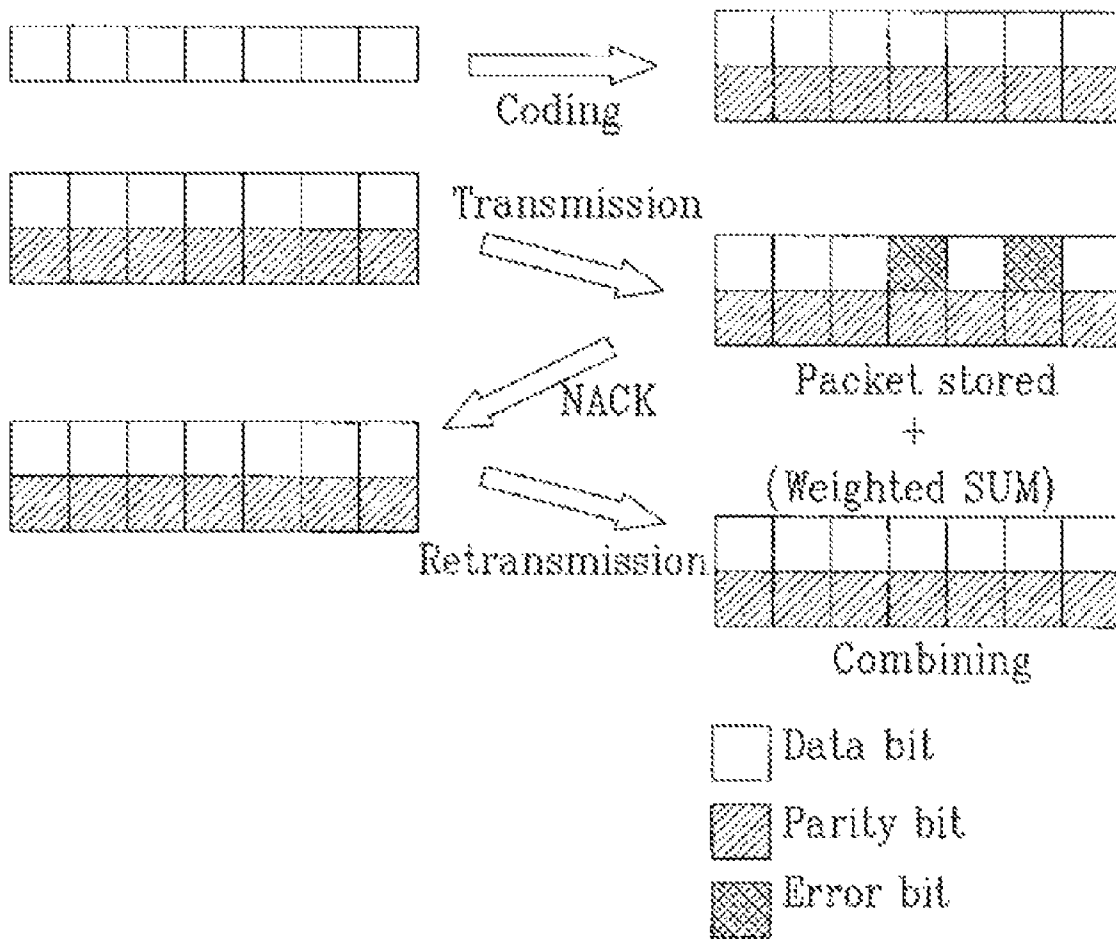 Coding
Transmission
Packet stored
NACK
+
(Weighted SUM)
Retransmission
Combining
Data bit
Parity bit
Error bit